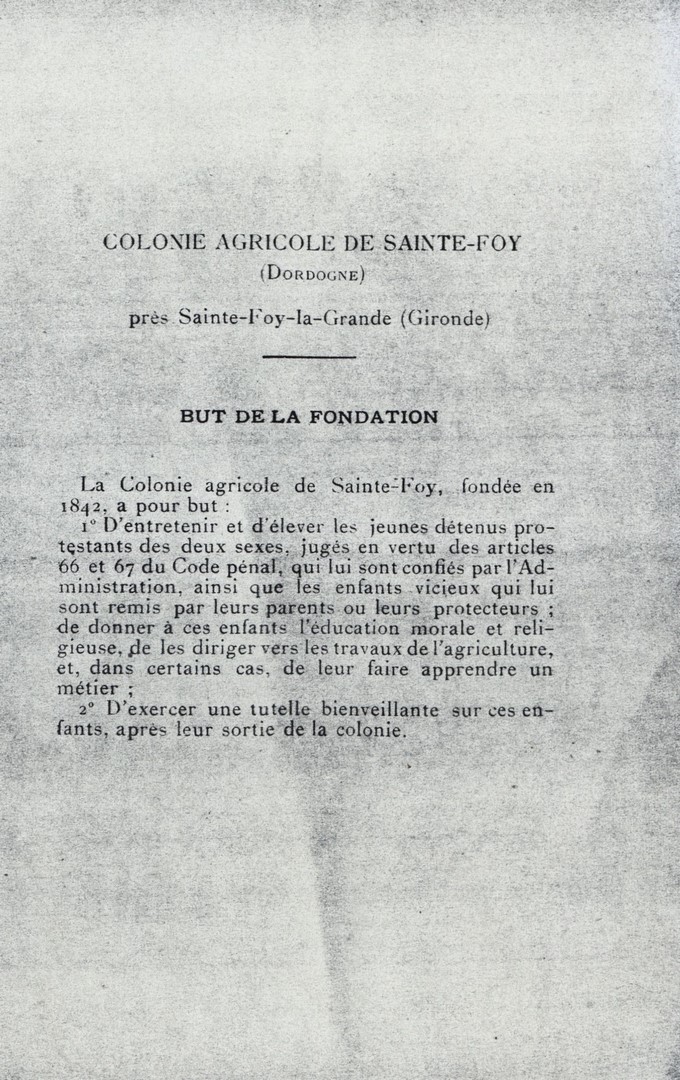 COLONIE AGRICOLE DE SAINTE-FOY
(DORDOGNE)
près Sainte-Foy-la-Grande (Gironde)
BUT DE LA FONDATION
La Colonie agricole de Sainte-Foy, fondée en
1842, a pour but :
1° D'entretenir et d'élever les jeunes détenus pro-
testants des deux sexes, jugés en vertu des articles
66 et 67 du Code pénal, qui lui sont confiés par l'Ad-
ministration, ainsi que les enfants vicieux qui lui
sont remis par leurs parents ou leurs protecteurs ;
de donner à ces enfants l'éducation morale et reli-
gieuse, de les diriger vers les travaux de l'agriculture,
et, dans certains cas, de leur faire apprendre un
métier ;
2° D'exercer une tutelle bienveillante sur ces en-
fants, après leur sortie de la colonie.